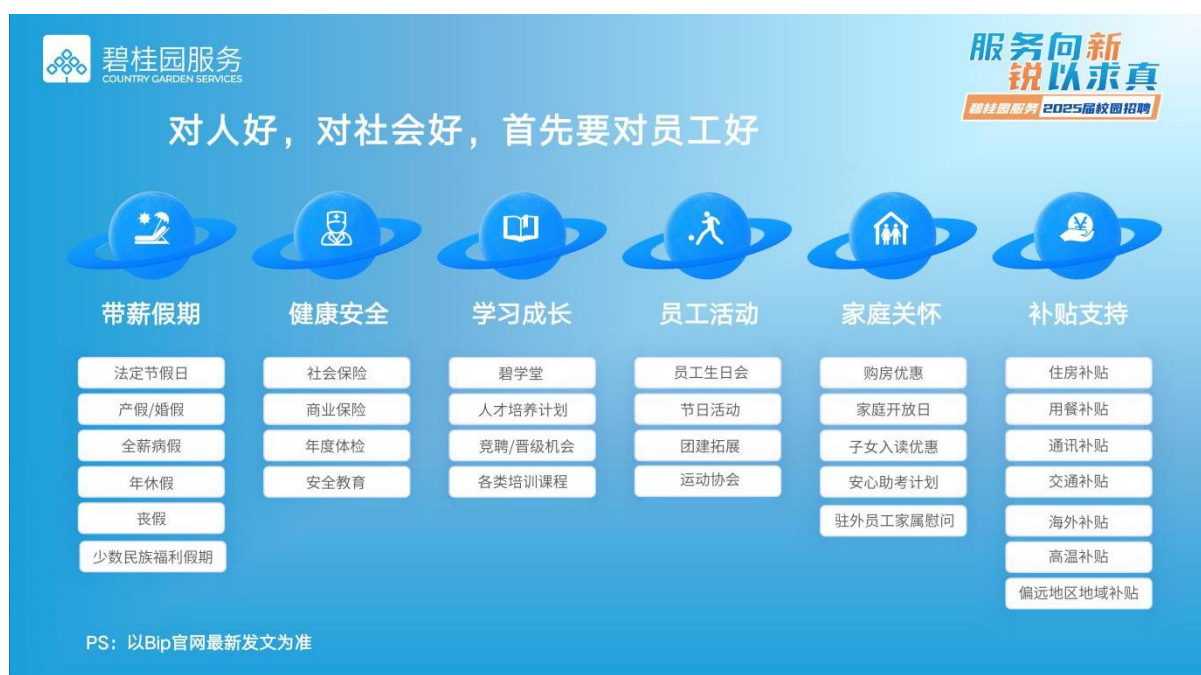 碧桂园服务
COUNTRY GARDEN SERVICES
服务向新
锐以求真
碧桂园服务 2025届校园招聘
对人好，对社会好，首先要对员工好
带薪假期
法定节假日
产假/婚假
全薪病假
年休假
丧假
少数民族福利假期
健康安全
社会保险
商业保险
年度体检
安全教育
学习成长
碧学堂
人才培养计划
竞聘/晋级机会
各类培训课程
员工活动
员工生日会
节日活动
团建拓展
运动协会
家庭关怀
购房优惠
家庭开放日
子女入读优惠
安心助考计划
驻外员工家属慰问
补贴支持
住房补贴
用餐补贴
通讯补贴
交通补贴
海外补贴
高温补贴
偏远地区地域补贴
PS：以Bip官网最新发文为准